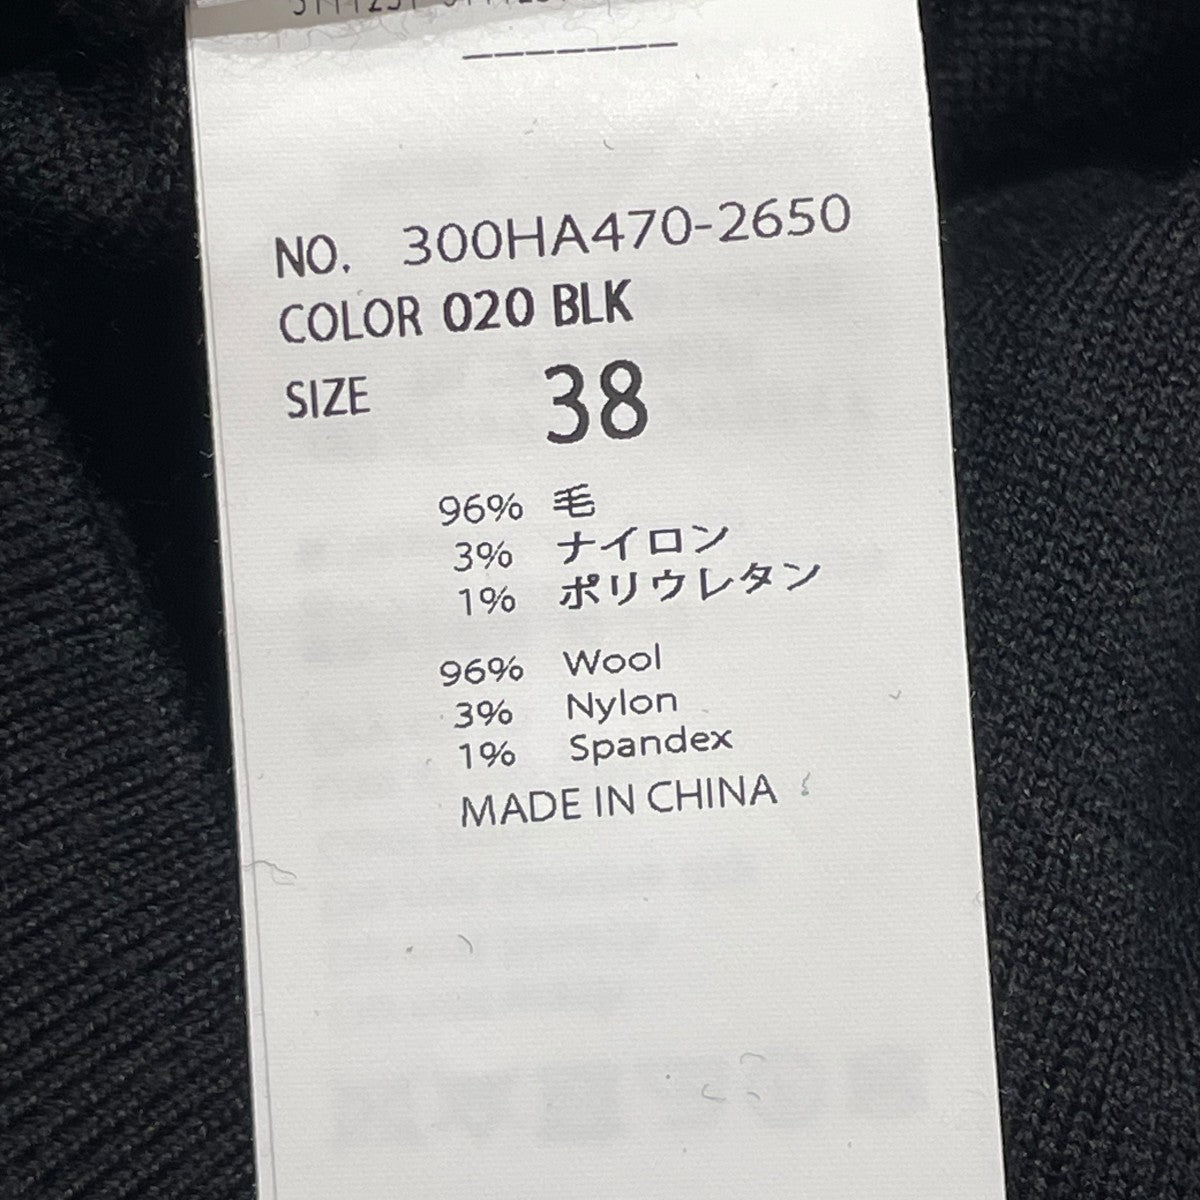 NO. 300HA470-2650
COLOR 020 BLK
SIZE 38
96% 毛
3% ナイロン
1% ポリウレタン
96% Wool
3% Nylon
1% Spandex
MADE IN CHINA